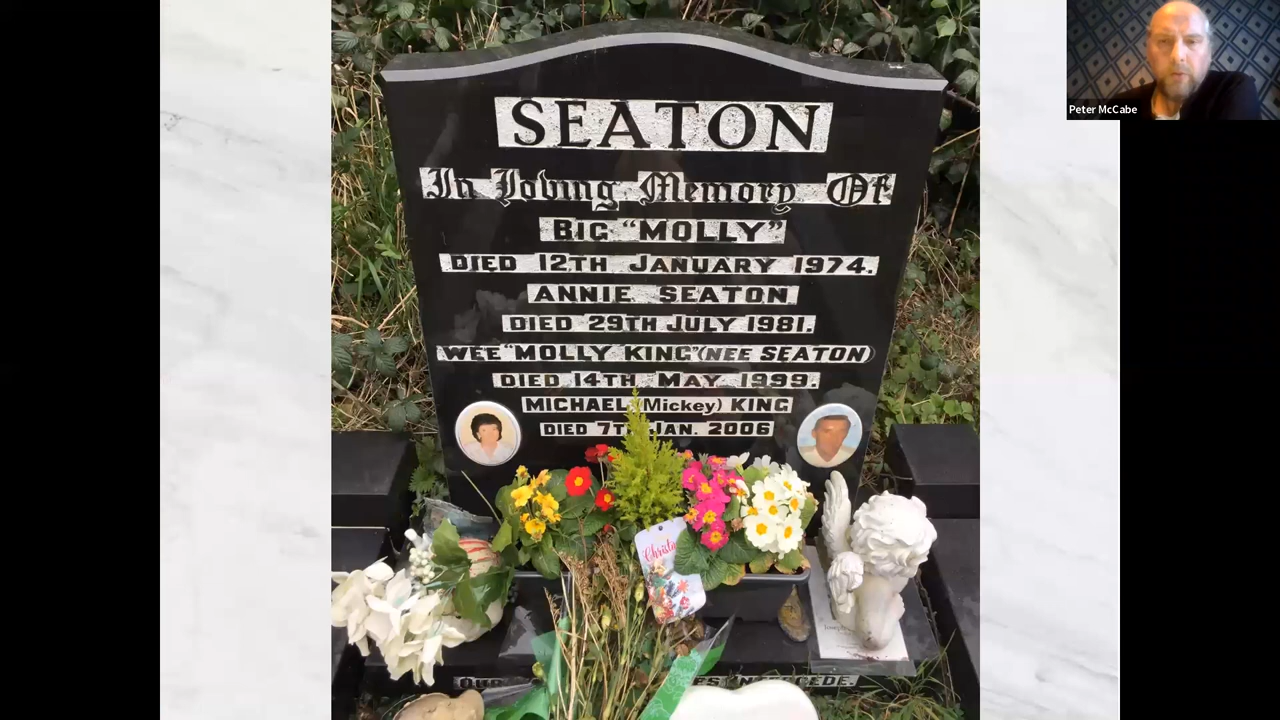 SEATON
In Loving Memory Of
BIG "MOLLY"
DIED 12TH JANUARY 1974.
ANNIE SEATON
DIED 29TH JULY 1981.
WEE "MOLLY KING" (NEE SEATON)
DIED 14TH MAY 1999.
MICHAEL (Mickey) KING
DIED 7TH JAN. 2006
Peter McCabe